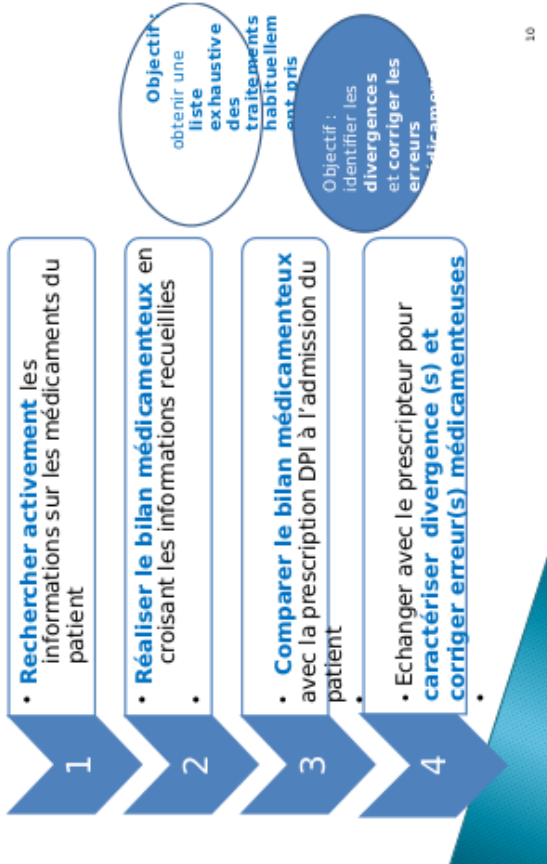 1
• Rechercher activement les
informations sur les médicaments du
patient
2
• Réaliser le bilan médicamenteux en
croisant les informations recueillies
•
3
• Comparer le bilan médicamenteux
avec la prescription DPI à l’admission du
patient
•
4
• Echanger avec le prescripteur pour
caractériser divergence (s) et
corriger erreur(s) médicamenteuses
•
Objectif :
obtenir une
liste
exhaustive
des
traitements
habituellem
ent pris
Objectif :
identifier les
divergences
et corriger les
erreurs
10